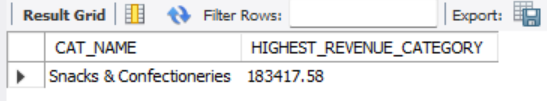 Result Grid Filter Rows: Export:
CAT_NAME HIGHEST_REVENUE_CATEGORY
Snacks & Confectioneries 183417.58